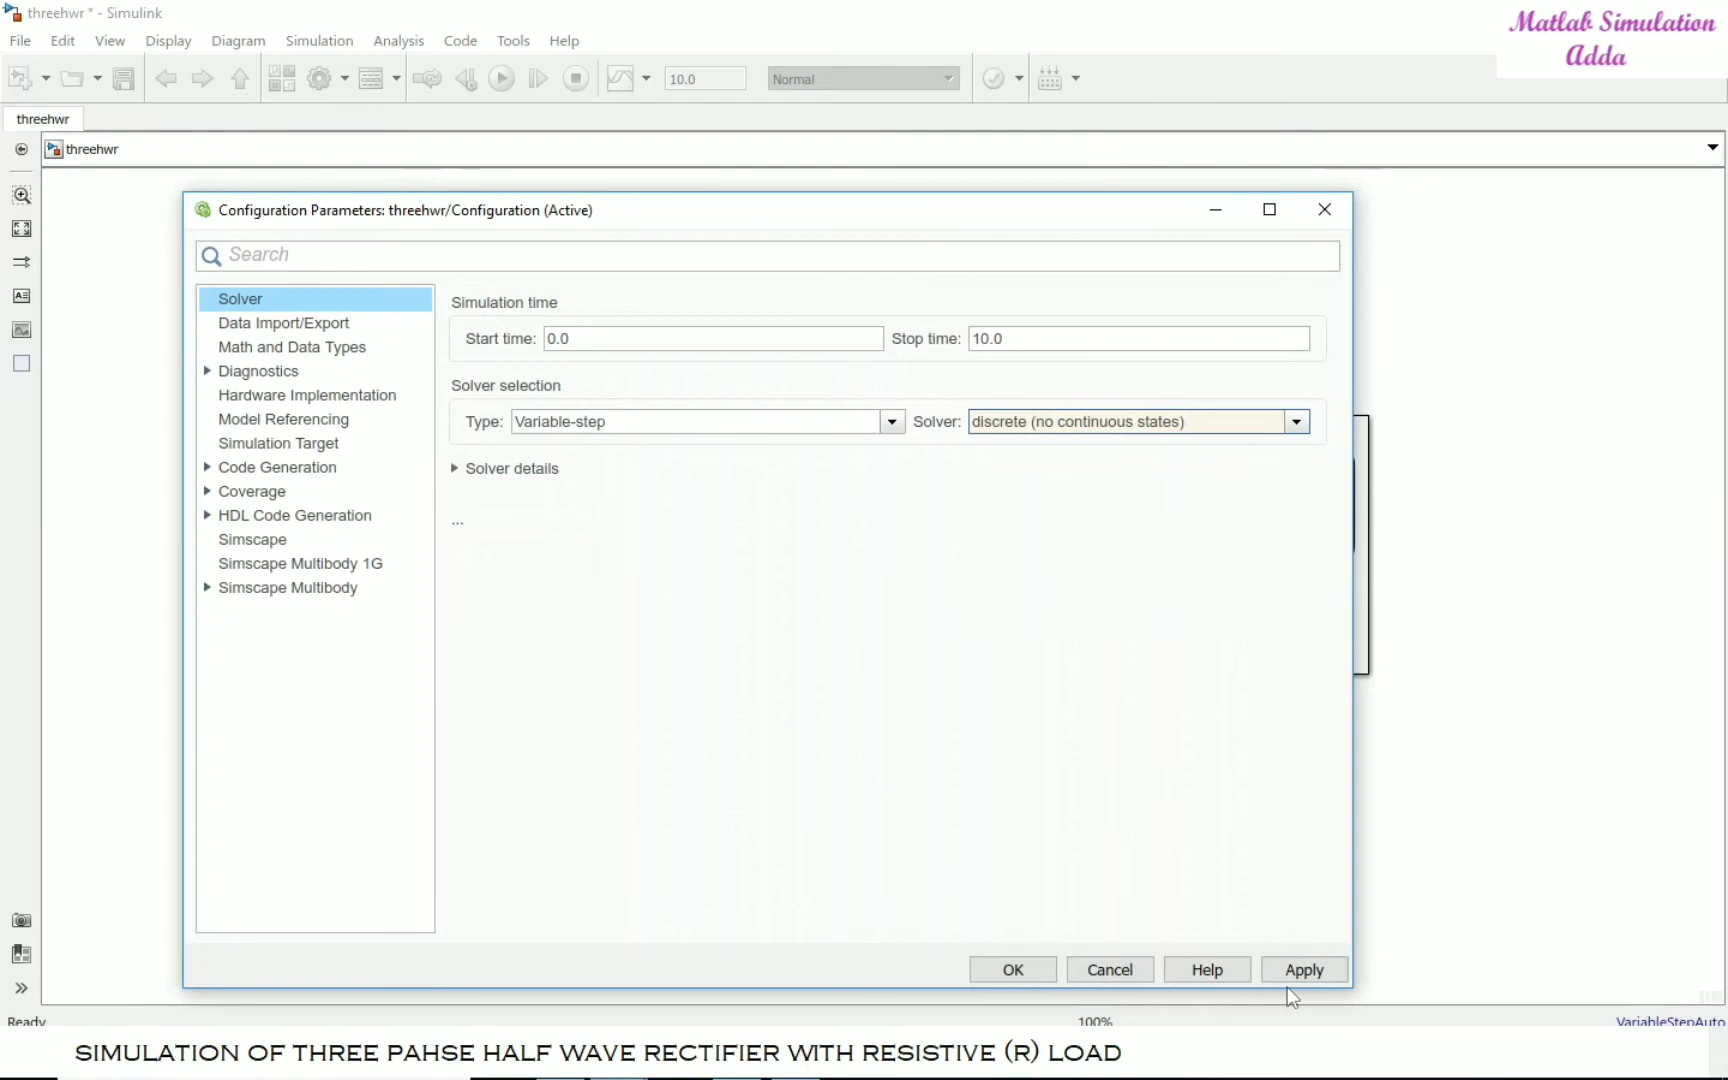 threehwr * - Simulink
Matlab Simulation
Adda
File Edit View Display Diagram Simulation Analysis Code Tools Help
10.0 Normal
threehwr
threehwr
Configuration Parameters: threehwr/Configuration (Active)
Search
Solver
Data Import/Export
Math and Data Types
Diagnostics
Hardware Implementation
Model Referencing
Simulation Target
Code Generation
Coverage
HDL Code Generation
Simscape
Simscape Multibody 1G
Simscape Multibody
Simulation time
Start time: 0.0 Stop time: 10.0
Solver selection
Type: Variable-step Solver: discrete (no continuous states)
Solver details
...
OK Cancel Help Apply
Ready 100% VariableStepAuto
SIMULATION OF THREE PAHSE HALF WAVE RECTIFIER WITH RESISTIVE (R) LOAD